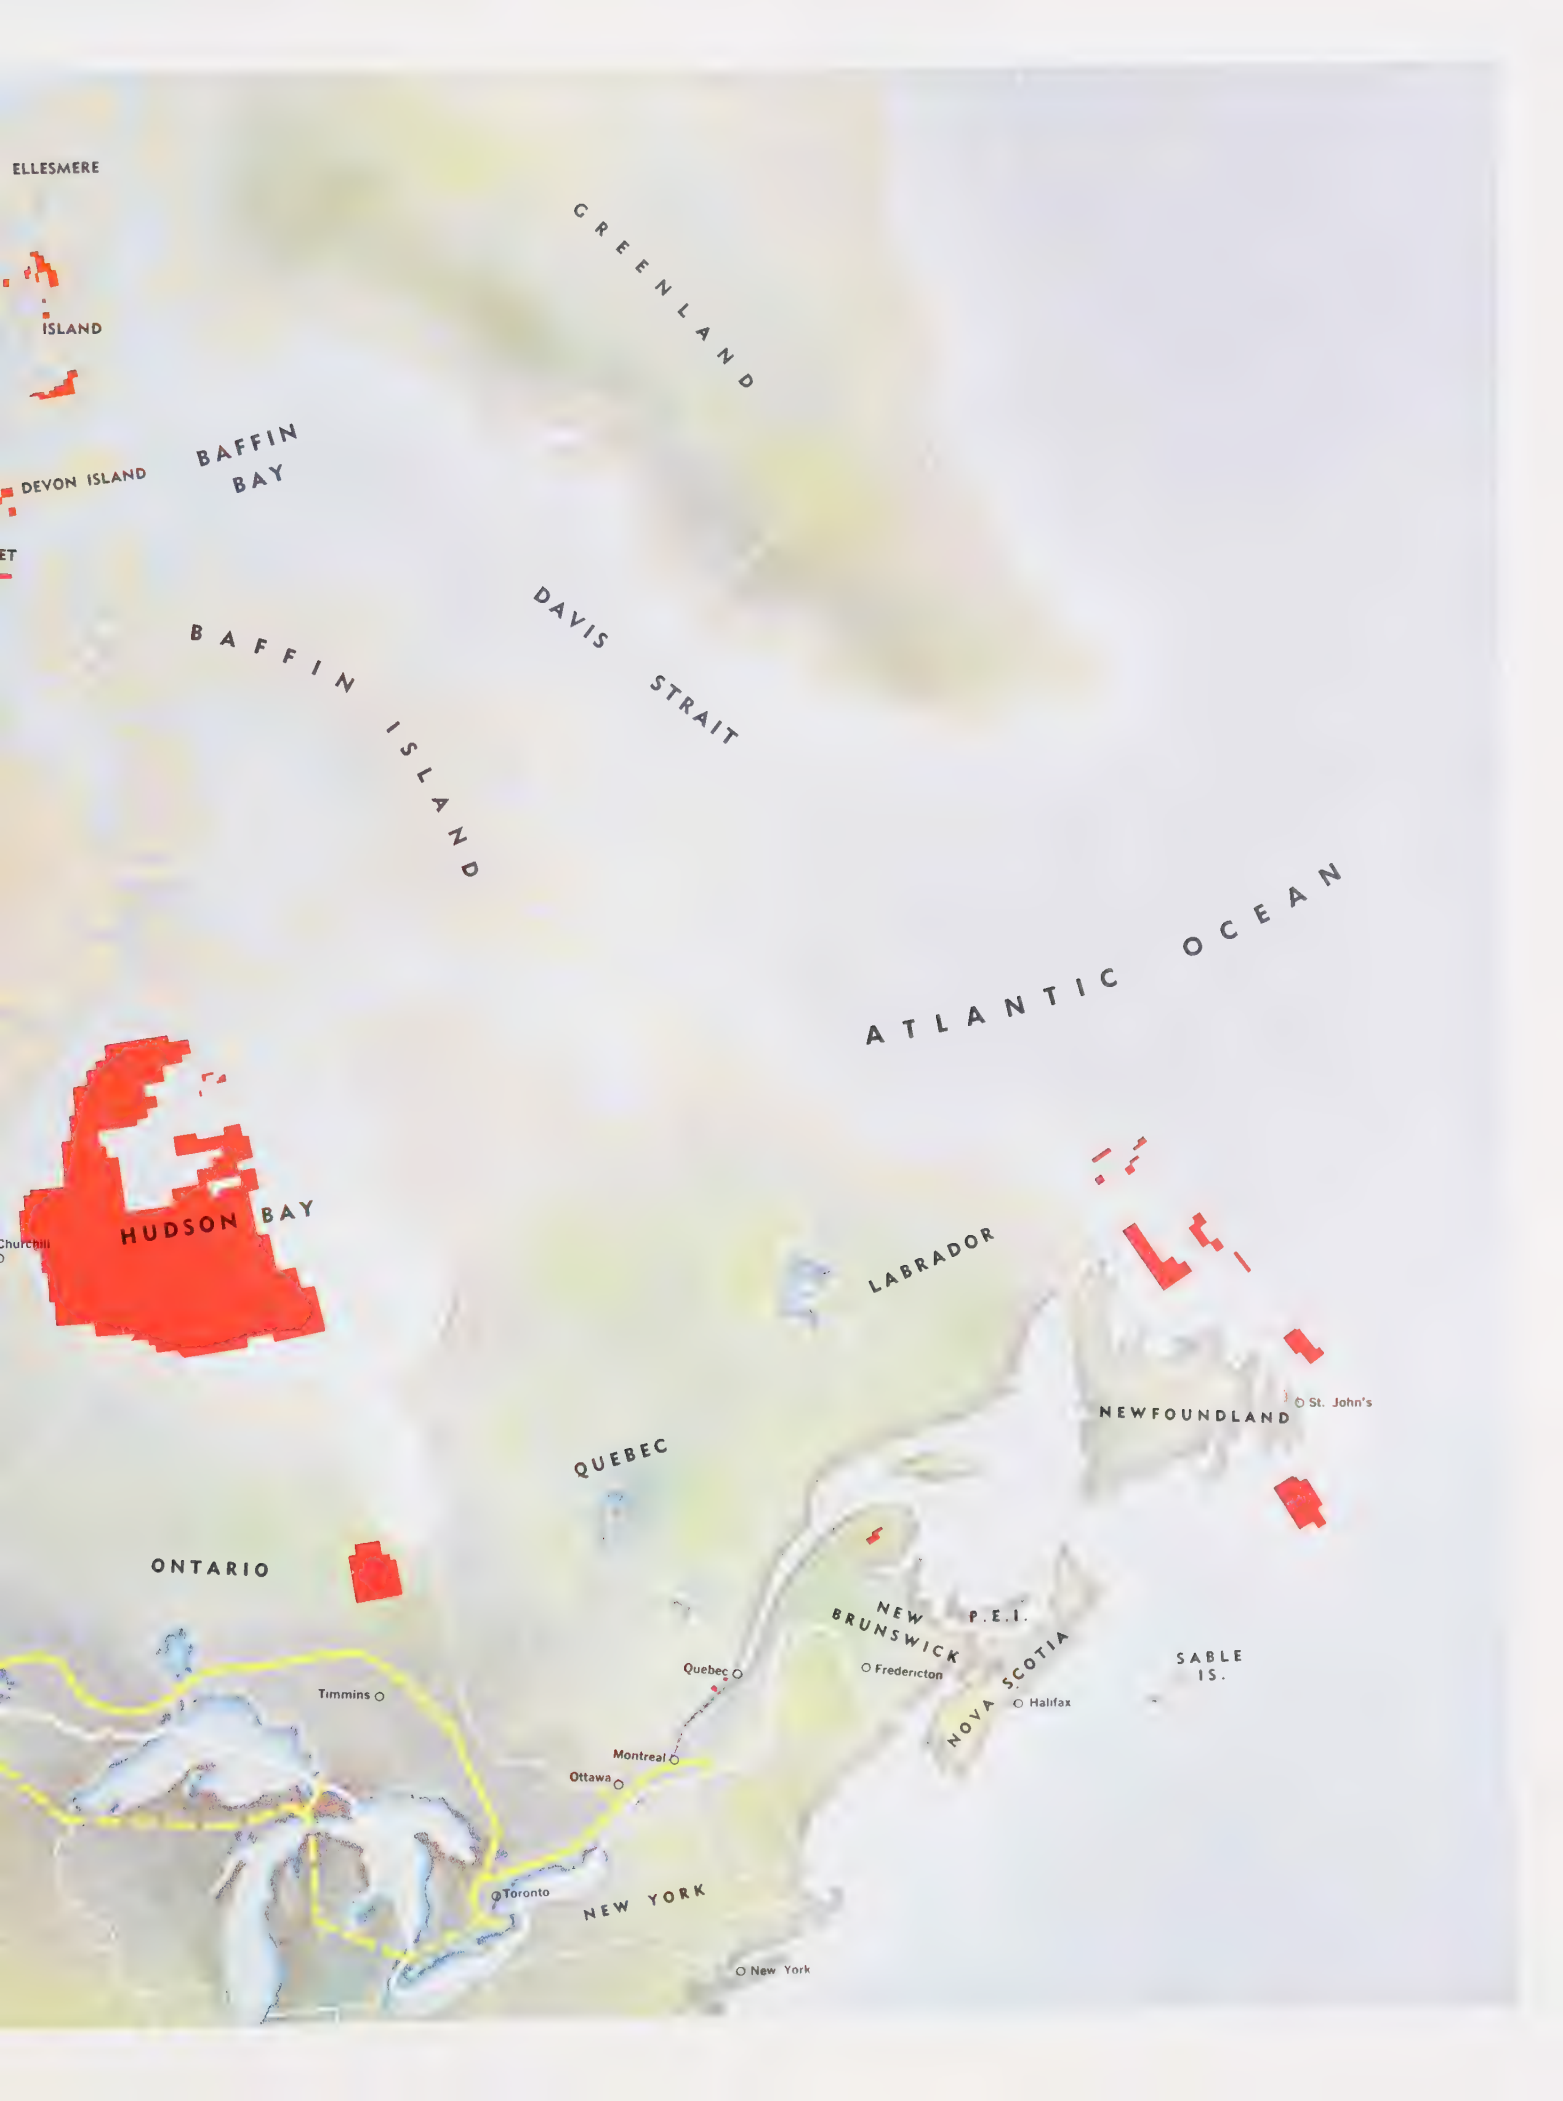 ELLESMERE
GREENLAND
ISLAND
BAFFIN
BAY
DEVON ISLAND
ET
DAVIS STRAIT
BAFFIN ISLAND
ATLANTIC OCEAN
HUDSON BAY
Churchill
LABRADOR
St. John's
NEWFOUNDLAND
QUEBEC
ONTARIO
NEW
BRUNSWICK
P.E.I.
NOVA SCOTIA
SABLE
IS.
Quebec
Fredericton
Timmins
Halifax
Montreal
Ottawa
Toronto
NEW YORK
New York